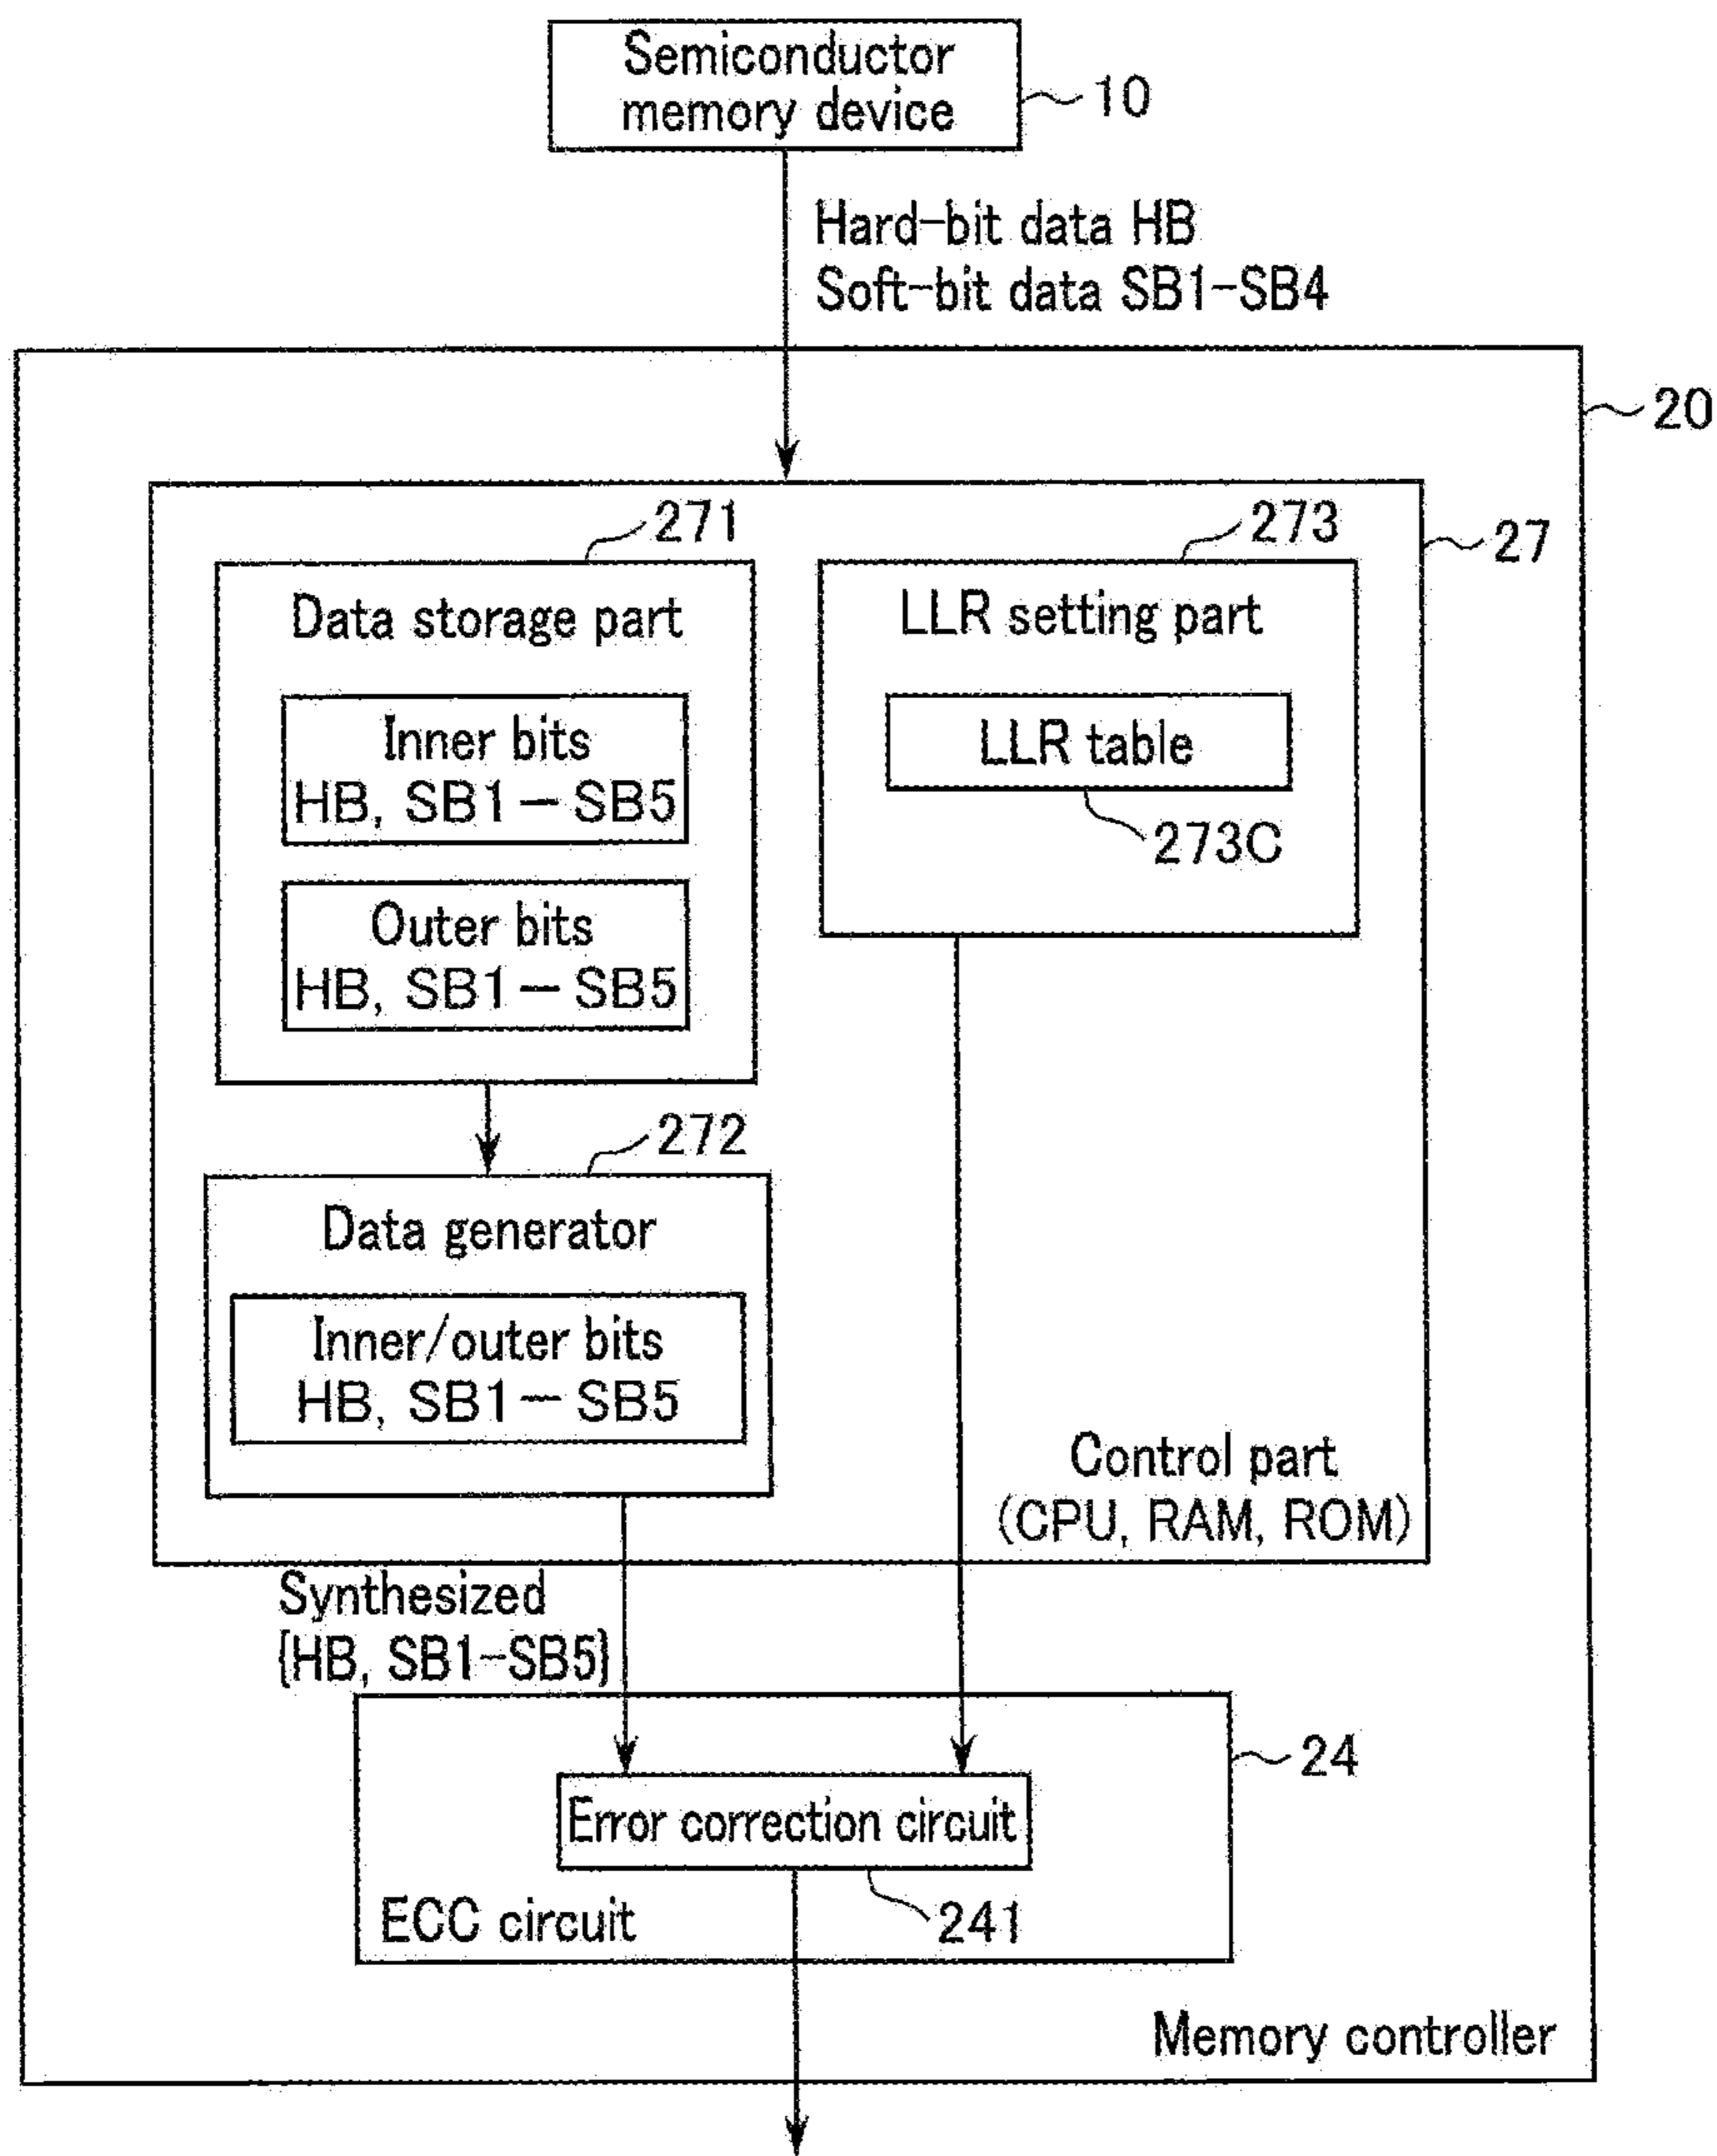 Semiconductor
memory device
10
Hard-bit data HB
Soft-bit data SB1-SB4
20
27
271
273
Data storage part
Inner bits
HB, SB1-SB5
Outer bits
HB, SB1-SB5
LLR setting part
LLR table
273C
272
Data generator
Inner/outer bits
HB, SB1-SB5
Control part
(CPU, RAM, ROM)
Synthesized
{HB, SB1-SB5}
24
Error correction circuit
241
ECC circuit
Memory controller